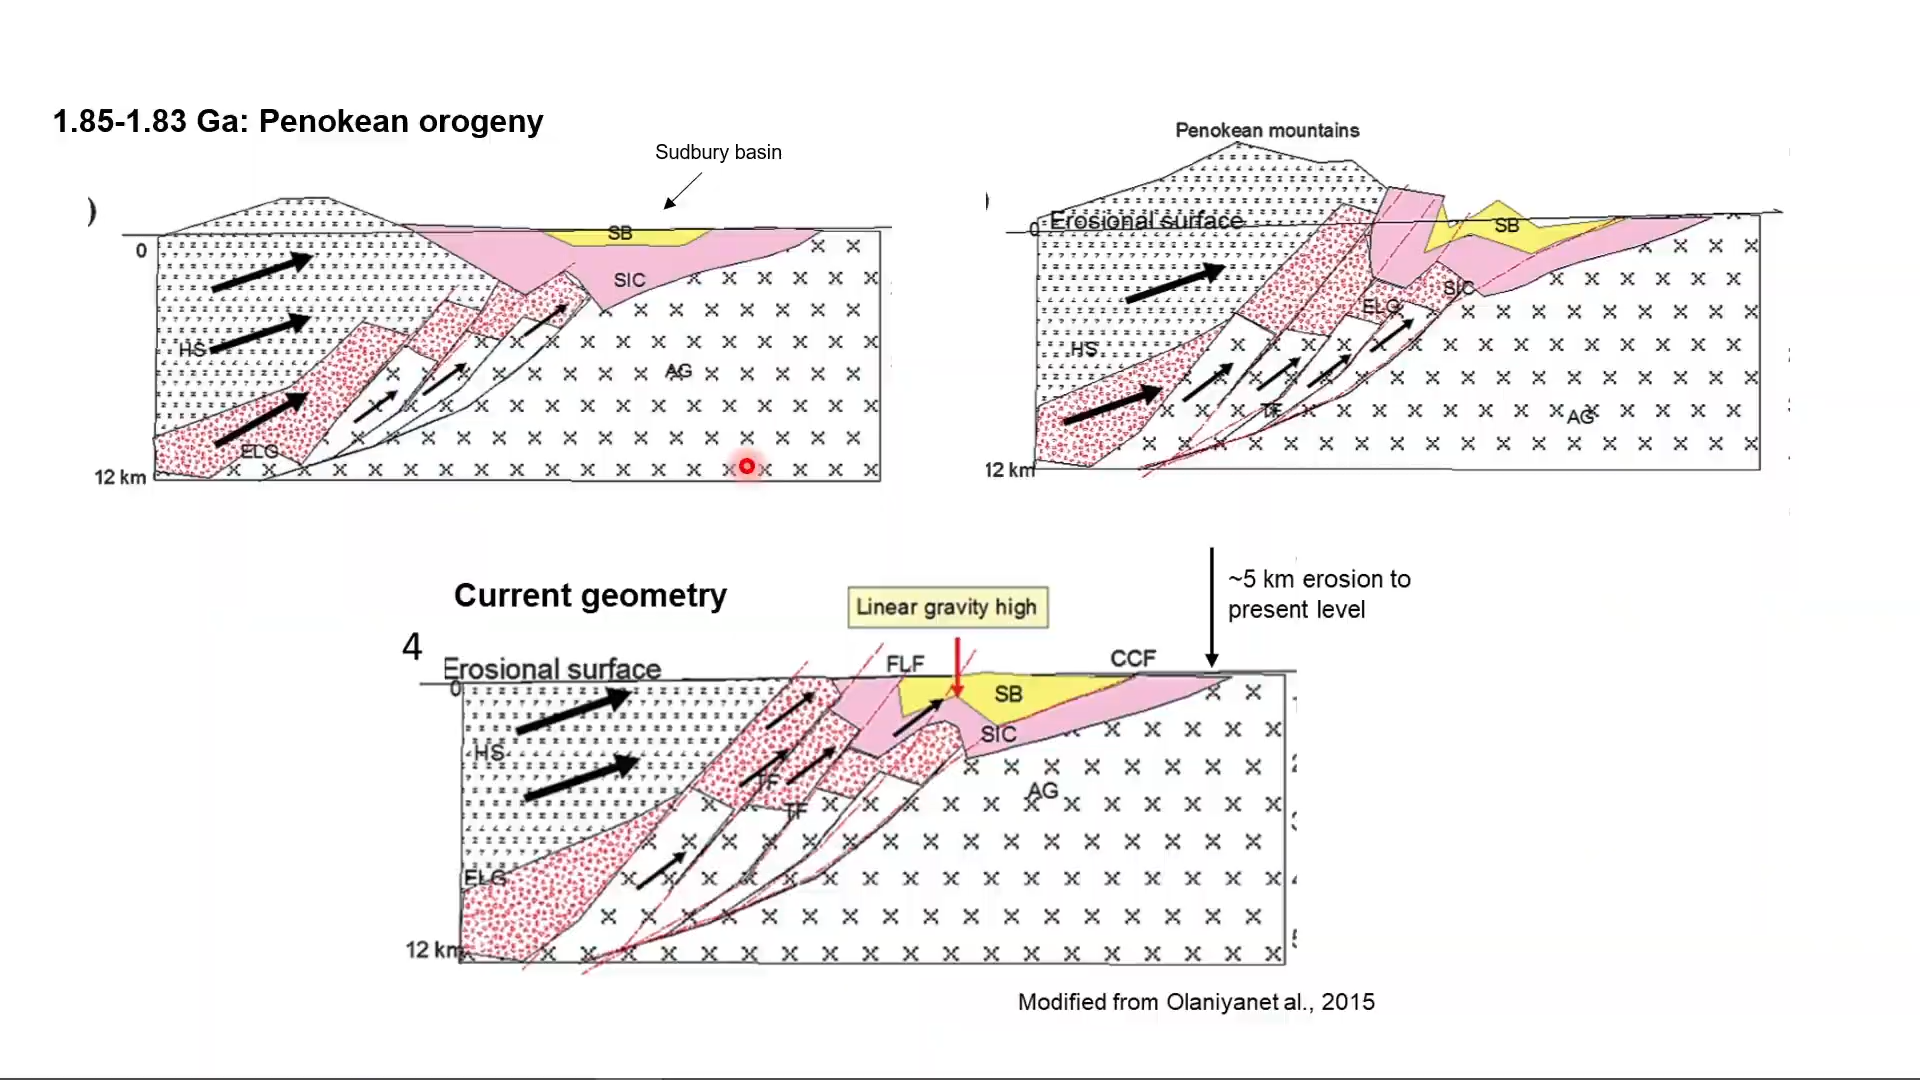 1.85-1.83 Ga: Penokean orogeny
Sudbury basin
)
0
SB
SIC
HS
AG
ELG
12 km
Penokean mountains
Erosional surface
0
SB
SIC
ELG
HS
TF
AG
12 km
~5 km erosion to
present level
Current geometry
Linear gravity high
4
Erosional surface
FLF
CCF
0
SB
SIC
HS
TF
TF
AG
ELG
12 km
Modified from Olaniyanet al., 2015